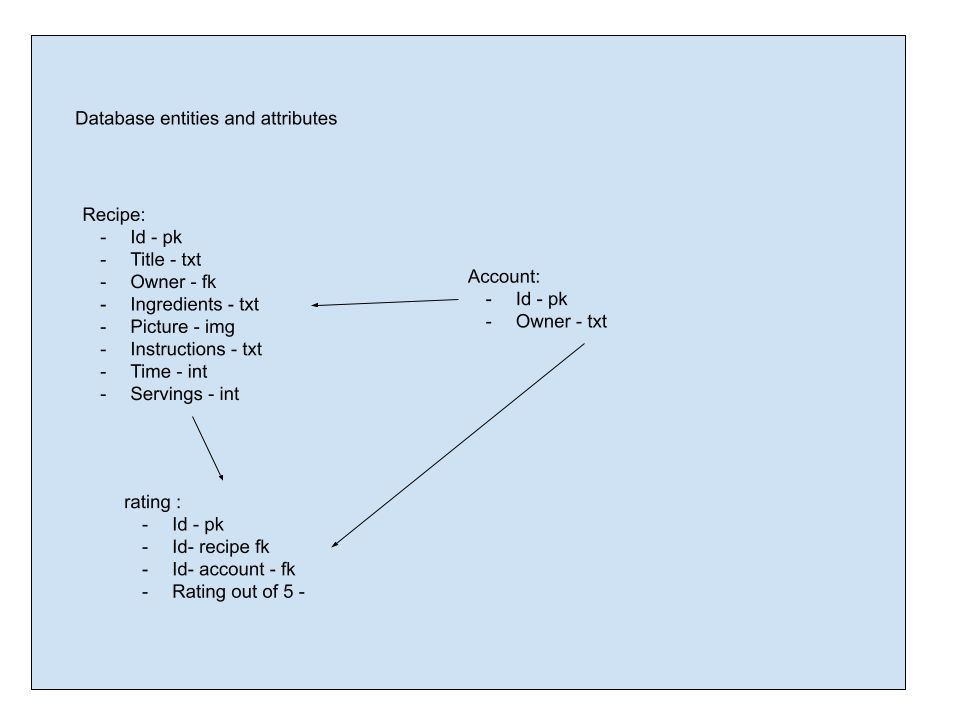 Database entities and attributes
Recipe:
- Id - pk
- Title - txt
- Owner - fk
- Ingredients - txt
- Picture - img
- Instructions - txt
- Time - int
- Servings - int
Account:
- Id - pk
- Owner - txt
rating :
- Id - pk
- Id- recipe fk
- Id- account - fk
- Rating out of 5 -